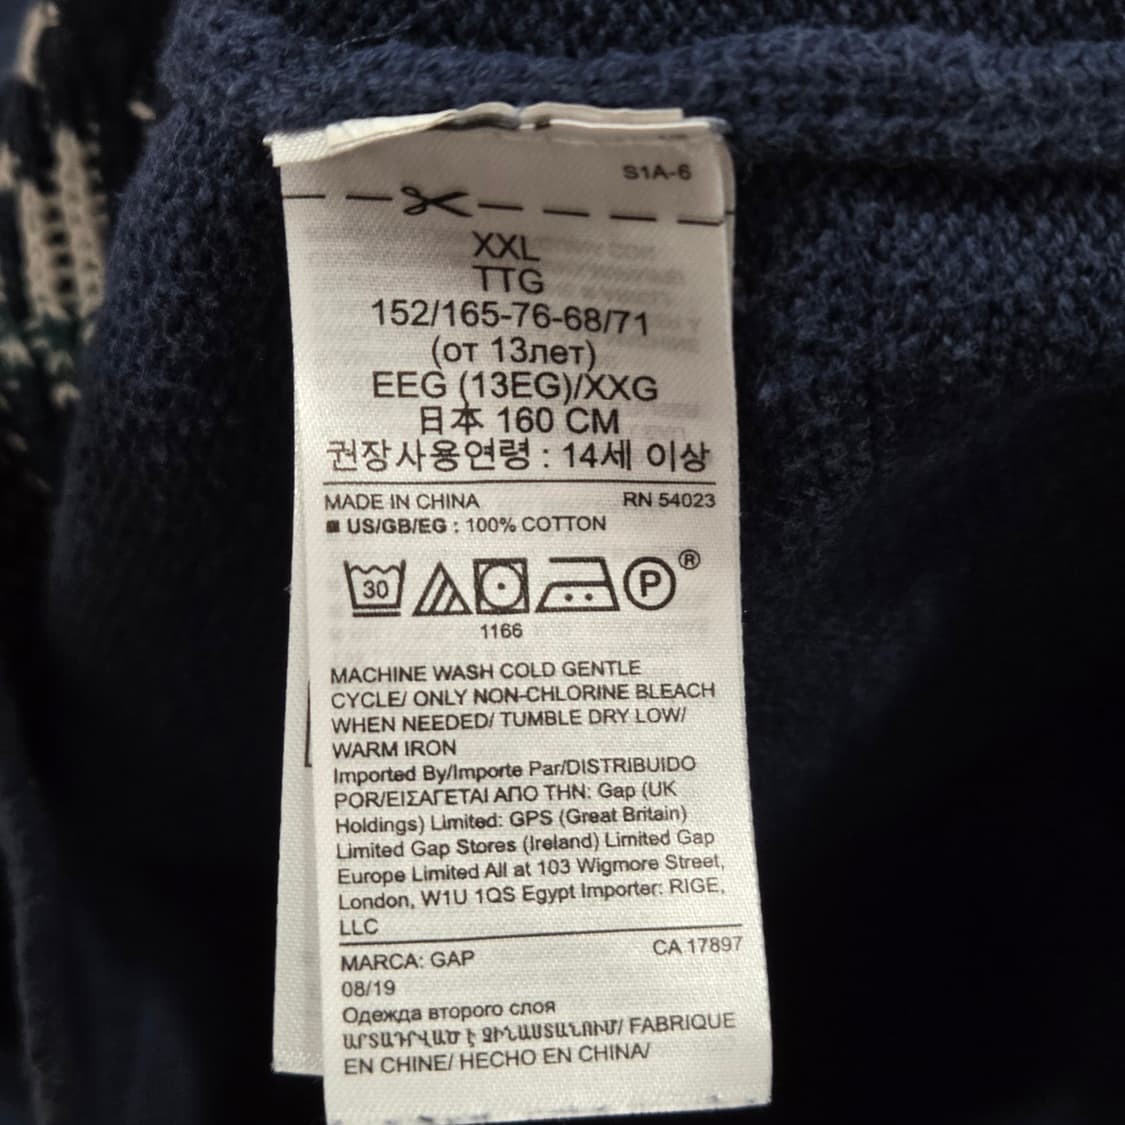 S1A-6
XXL
TTG
152/165-76-68/71
(от 13лет)
EEG (13EG)/XXG
日本 160 CM
권장사용연령 : 14세 이상
MADE IN CHINA RN 54023
■ US/GB/EG : 100% COTTON
30 P ®
1166
MACHINE WASH COLD GENTLE
CYCLE/ ONLY NON-CHLORINE BLEACH
WHEN NEEDED/ TUMBLE DRY LOW/
WARM IRON
Imported By/Importe Par/DISTRIBUIDO
POR/ΕΙΣΑΓΕΤΑΙ ΑΠΟ ΤΗΝ: Gap (UK
Holdings) Limited: GPS (Great Britain)
Limited Gap Stores (Ireland) Limited Gap
Europe Limited All at 103 Wigmore Street,
London, W1U 1QS Egypt Importer: RIGE,
LLC
MARCA: GAP CA 17897
08/19
Одежда второго слоя
ԱՐՏԱԴՐՎԱԾ Է ՉԻՆԱՍՏԱՆՈՒՄ/ FABRIQUE
EN CHINE/ HECHO EN CHINA/